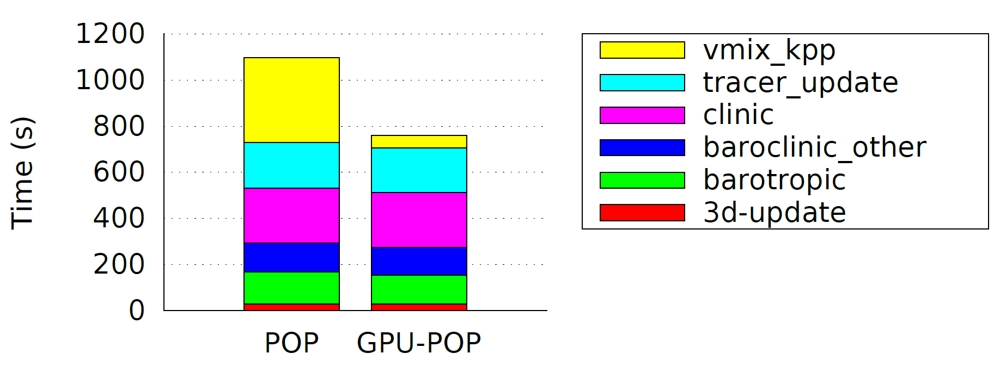 1200
1000
800
600
400
200
0
Time (s)
POP
GPU-POP
vmix_kpp
tracer_update
clinic
baroclinic_other
barotropic
3d-update